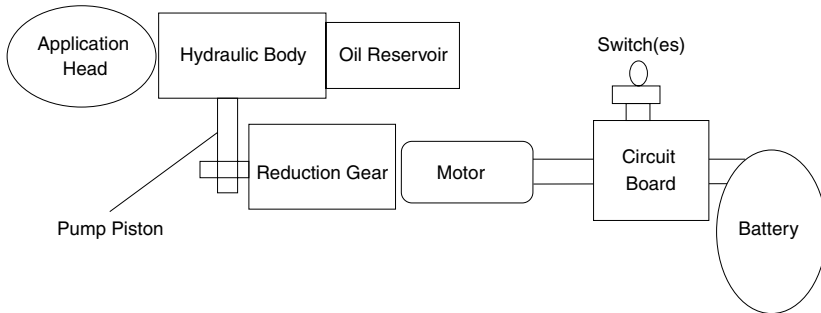 Application
Head
Hydraulic Body
Oil Reservoir
Switch(es)
Reduction Gear
Motor
Circuit
Board
Pump Piston
Battery